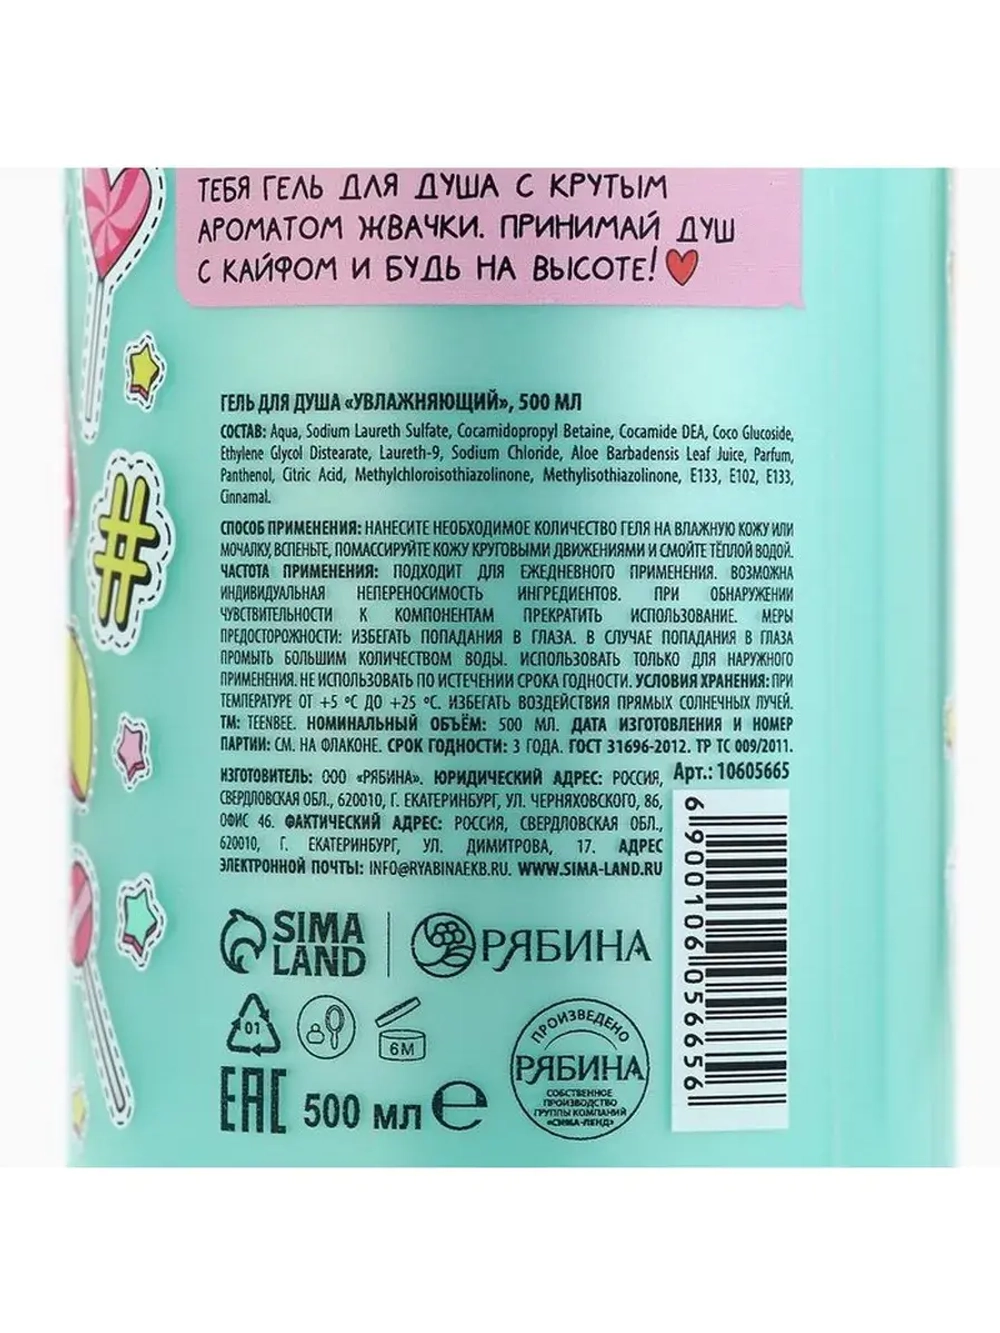 ТЕБЯ ГЕЛЬ ДЛЯ ДУША С КРУТЫМ
АРОМАТОМ ЖВАЧКИ. ПРИНИМАЙ ДУШ
С КАЙФОМ И БУДЬ НА ВЫСОТЕ!
ГЕЛЬ ДЛЯ ДУША «УВЛАЖНЯЮЩИЙ», 500 МЛ
СОСТАВ: Aqua, Sodium Laureth Sulfate, Cocamidopropyl Betaine, Cocamide DEA, Coco Glucoside,
Ethylene Glycol Distearate, Laureth-9, Sodium Chloride, Aloe Barbadensis Leaf Juice, Parfum,
Panthenol, Citric Acid, Methylchloroisothiazolinone, Methylisothiazolinone, E133, E102, E133,
Cinnamal.
СПОСОБ ПРИМЕНЕНИЯ: НАНЕСИТЕ НЕОБХОДИМОЕ КОЛИЧЕСТВО ГЕЛЯ НА ВЛАЖНУЮ КОЖУ ИЛИ
МОЧАЛКУ, ВСПЕНЬТЕ, ПОМАССИРУЙТЕ КОЖУ КРУГОВЫМИ ДВИЖЕНИЯМИ И СМОЙТЕ ТЁПЛОЙ ВОДОЙ.
ЧАСТОТА ПРИМЕНЕНИЯ: ПОДХОДИТ ДЛЯ ЕЖЕДНЕВНОГО ПРИМЕНЕНИЯ. ВОЗМОЖНА
ИНДИВИДУАЛЬНАЯ НЕПЕРЕНОСИМОСТЬ ИНГРЕДИЕНТОВ. ПРИ ОБНАРУЖЕНИИ
ЧУВСТВИТЕЛЬНОСТИ К КОМПОНЕНТАМ ПРЕКРАТИТЬ ИСПОЛЬЗОВАНИЕ. МЕРЫ
ПРЕДОСТОРОЖНОСТИ: ИЗБЕГАТЬ ПОПАДАНИЯ В ГЛАЗА. В СЛУЧАЕ ПОПАДАНИЯ В ГЛАЗА
ПРОМЫТЬ БОЛЬШИМ КОЛИЧЕСТВОМ ВОДЫ. ИСПОЛЬЗОВАТЬ ТОЛЬКО ДЛЯ НАРУЖНОГО
ПРИМЕНЕНИЯ. НЕ ИСПОЛЬЗОВАТЬ ПО ИСТЕЧЕНИИ СРОКА ГОДНОСТИ. УСЛОВИЯ ХРАНЕНИЯ: ПРИ
ТЕМПЕРАТУРЕ ОТ +5 ºС ДО +25 ºС. ИЗБЕГАТЬ ВОЗДЕЙСТВИЯ ПРЯМЫХ СОЛНЕЧНЫХ ЛУЧЕЙ.
ТМ: TEENBEE. НОМИНАЛЬНЫЙ ОБЪЁМ: 500 МЛ. ДАТА ИЗГОТОВЛЕНИЯ И НОМЕР
ПАРТИИ: СМ. НА ФЛАКОНЕ. СРОК ГОДНОСТИ: 3 ГОДА. ГОСТ 31696-2012. ТР ТС 009/2011.
ИЗГОТОВИТЕЛЬ: ООО «РЯБИНА». ЮРИДИЧЕСКИЙ АДРЕС: РОССИЯ,
СВЕРДЛОВСКАЯ ОБЛ., 620010, Г. ЕКАТЕРИНБУРГ, УЛ. ЧЕРНЯХОВСКОГО, 86,
ОФИС 46. ФАКТИЧЕСКИЙ АДРЕС: РОССИЯ, СВЕРДЛОВСКАЯ ОБЛ.,
620010, Г. ЕКАТЕРИНБУРГ, УЛ. ДИМИТРОВА, 17. АДРЕС
ЭЛЕКТРОННОЙ ПОЧТЫ: INFO@RYABINAEKB.RU. WWW.SIMA-LAND.RU
Арт.: 10605665
6 900106 056656
SIMA
LAND
РЯБИНА
01
6M
ЕАС 500 мл e
ПРОИЗВЕДЕНО
РЯБИНА
СОБСТВЕННОЕ
ПРОИЗВОДСТВО
ГРУППЫ КОМПАНИЙ
«СИМА-ЛЕНД»